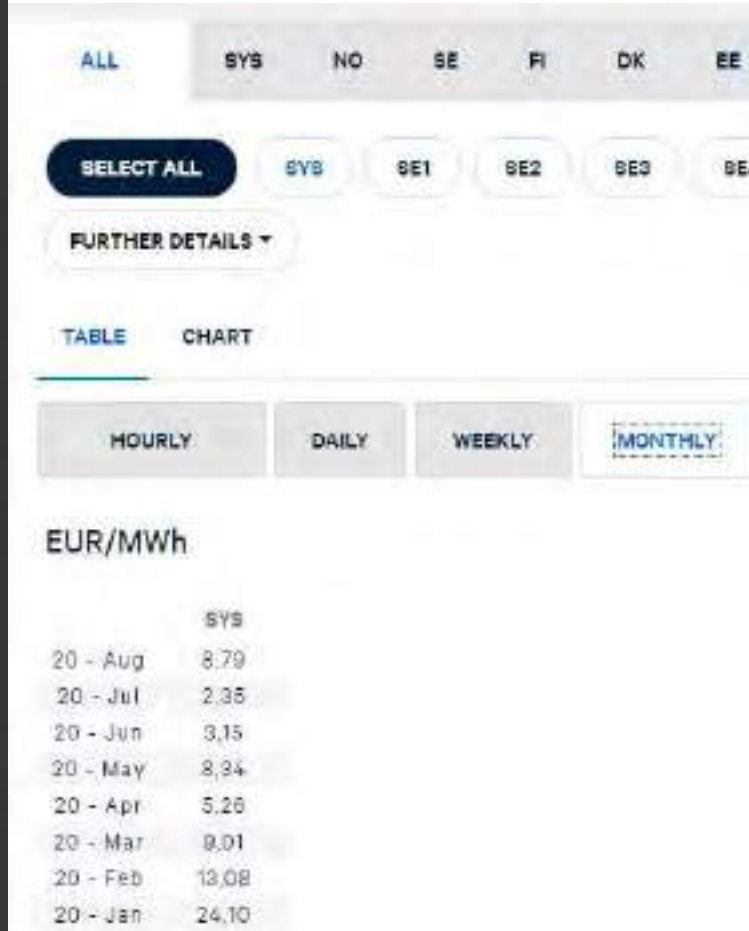 ALL SYS NO SE FI DK EE
SELECT ALL SYS SE1 SE2 SE3
FURTHER DETAILS
TABLE CHART
HOURLY DAILY WEEKLY MONTHLY
EUR/MWh
SYS
20 - Aug 8,79
20 - Jul 2,35
20 - Jun 3,15
20 - May 8,34
20 - Apr 5,26
20 - Mar 9,01
20 - Feb 13,08
20 - Jan 24,10